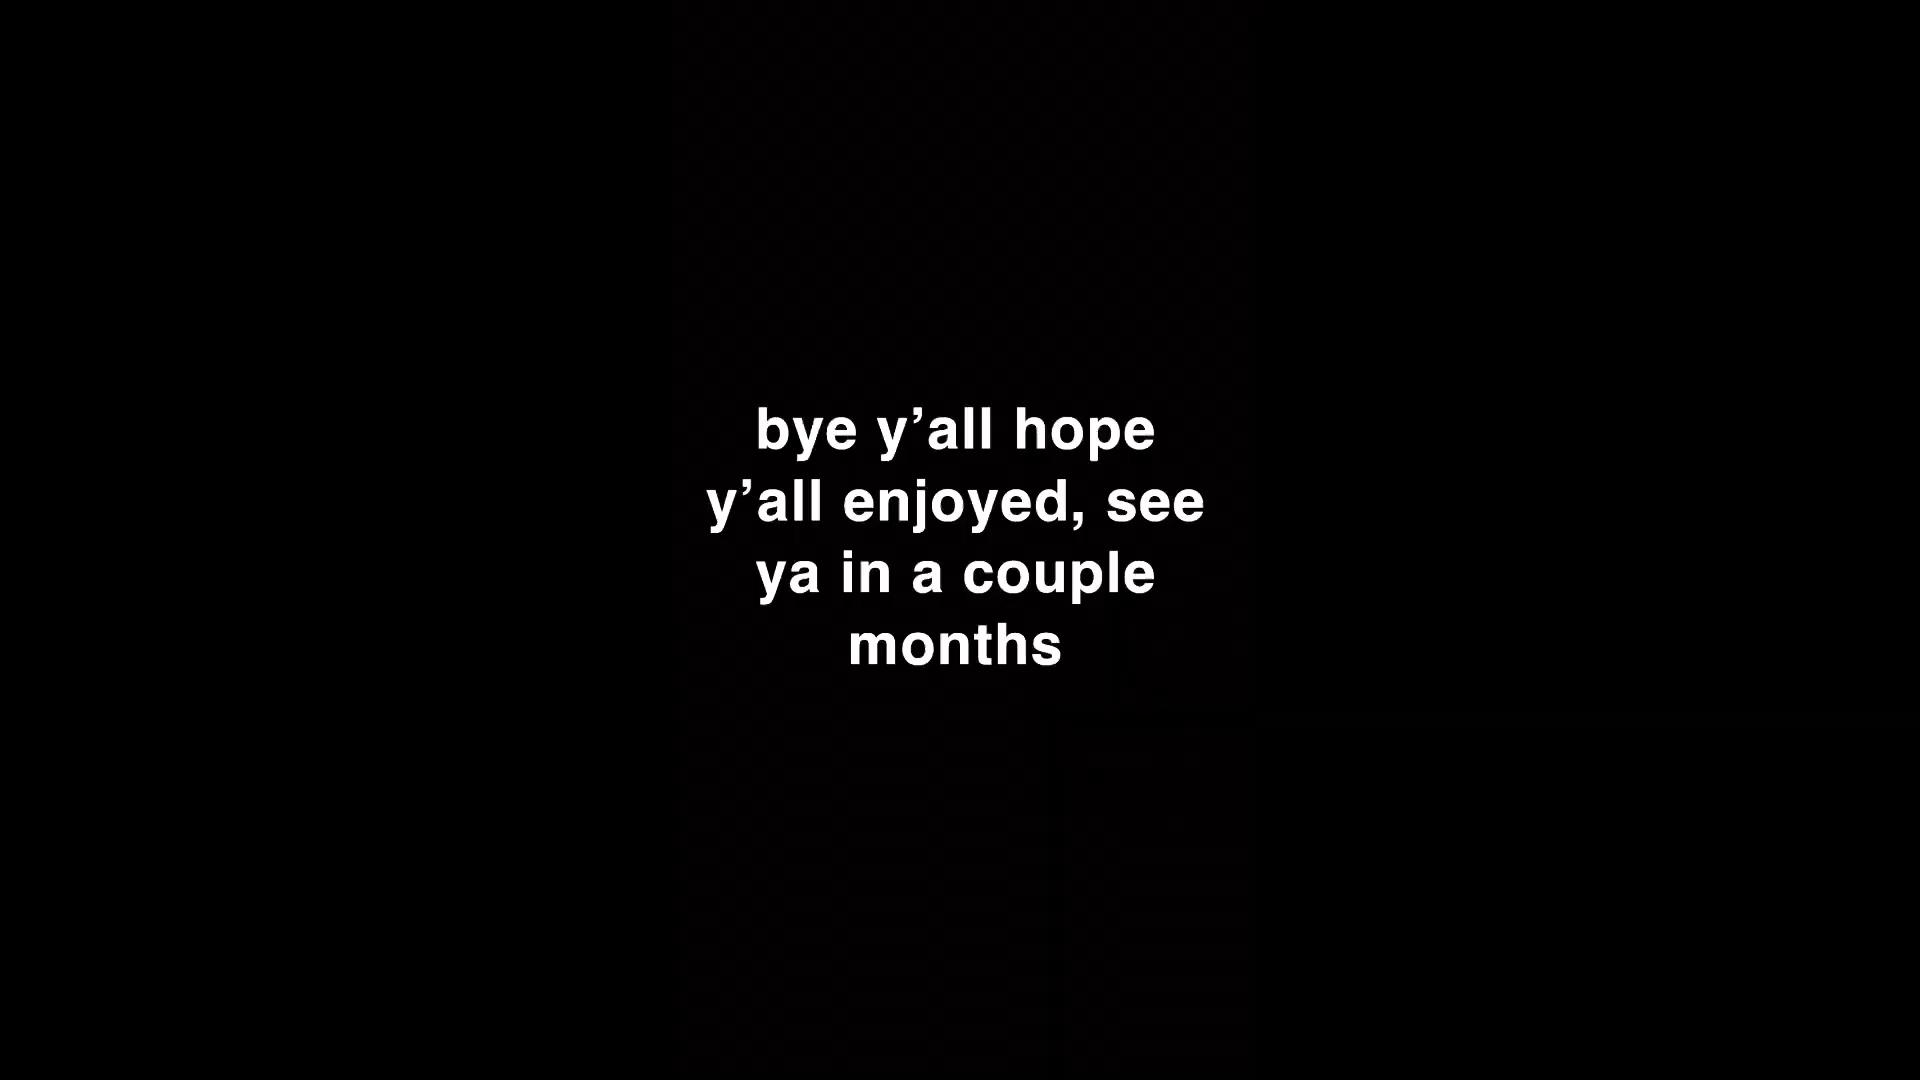 bye y’all hope
y’all enjoyed, see
ya in a couple
months